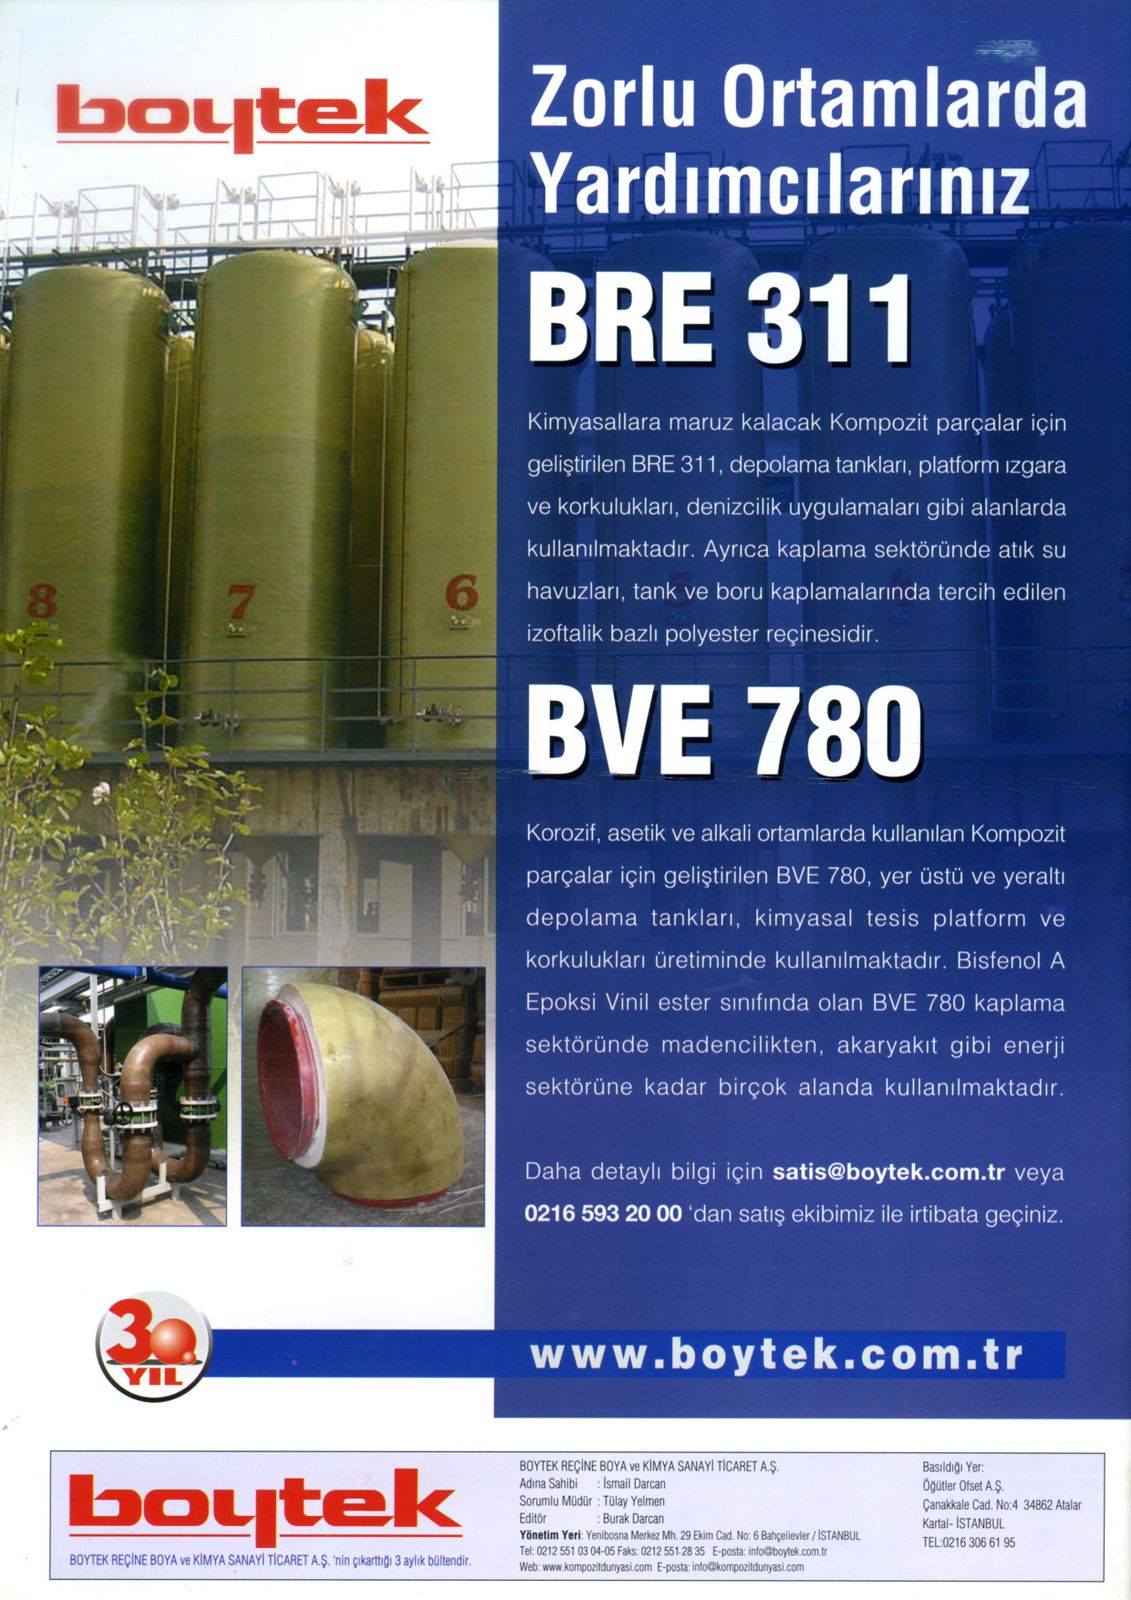 boytek
Zorlu Ortamlarda
Yardımcılarınız
BRE 311
Kimyasallara maruz kalacak Kompozit parçalar için
geliştirilen BRE 311, depolama tankları, platform ızgara
ve korkulukları, denizcilik uygulamaları gibi alanlarda
kullanılmaktadır. Ayrıca kaplama sektöründe atık su
havuzları, tank ve boru kaplamalarında tercih edilen
izoftalik bazlı polyester reçinesidir.
8
7
6
BVE 780
Korozif, asetik ve alkali ortamlarda kullanılan Kompozit
parçalar için geliştirilen BVE 780, yer üstü ve yeraltı
depolama tankları, kimyasal tesis platform ve
korkulukları üretiminde kullanılmaktadır. Bisfenol A
Epoksi Vinil ester sınıfında olan BVE 780 kaplama
sektöründe madencilikten, akaryakıt gibi enerji
sektörüne kadar birçok alanda kullanılmaktadır.
Daha detaylı bilgi için satis@boytek.com.tr veya
0216 593 20 00 ‘dan satış ekibimiz ile irtibata geçiniz.
30
YIL
www.boytek.com.tr
boytek
BOYTEK REÇİNE BOYA ve KİMYA SANAYİ TİCARET A.Ş. 'nin çıkarttığı 3 aylık bültendir.
BOYTEK REÇİNE BOYA ve KİMYA SANAYİ TİCARET A.Ş.
Adına Sahibi : İsmail Darcan
Sorumlu Müdür : Tülay Yelmen
Editör : Burak Darcan
Yönetim Yeri: Yenibosna Merkez Mh. 29 Ekim Cad. No: 6 Bahçelievler / İSTANBUL
Tel: 0212 551 03 04-05 Faks: 0212 551 28 35 E-posta: info@boytek.com.tr
Web: www.kompozitdunyasi.com E-posta: info@kompozitdunyasi.com
Basıldığı Yer:
Öğütler Ofset A.Ş.
Çanakkale Cad. No:4 34862 Atalar
Kartal- İSTANBUL
TEL:0216 306 61 95